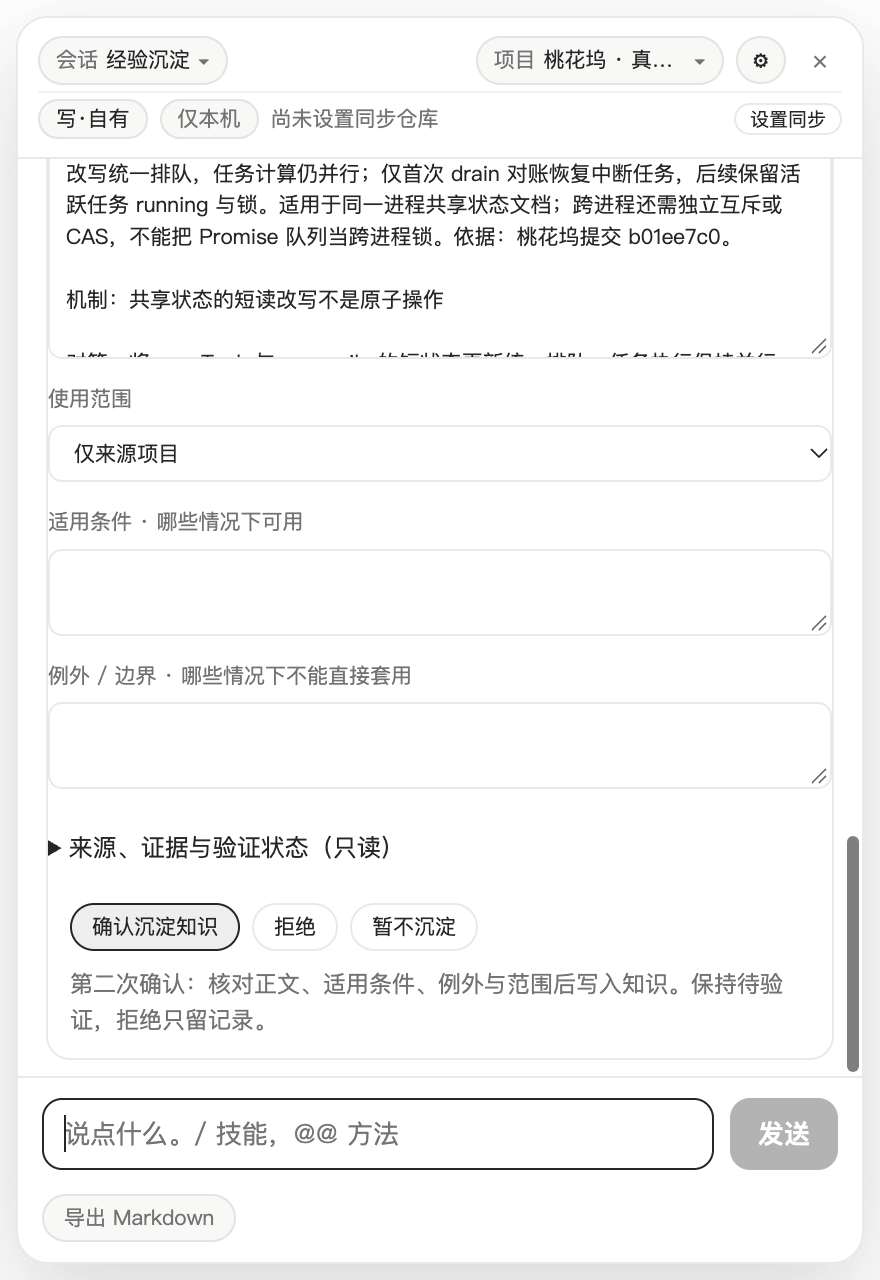 会话 经验沉淀
项目 桃花坞 · 真…
写·自有
仅本机
尚未设置同步仓库
设置同步
改写统一排队，任务计算仍并行；仅首次 drain 对账恢复中断任务，后续保留活
跃任务 running 与锁。适用于同一进程共享状态文档；跨进程还需独立互斥或
CAS，不能把 Promise 队列当跨进程锁。依据：桃花坞提交 b01ee7c0。
机制：共享状态的短读改写不是原子操作
使用范围
仅来源项目
适用条件 · 哪些情况下可用
例外 / 边界 · 哪些情况下不能直接套用
来源、证据与验证状态（只读）
确认沉淀知识
拒绝
暂不沉淀
第二次确认：核对正文、适用条件、例外与范围后写入知识。保持待验
证，拒绝只留记录。
说点什么。/ 技能，@@ 方法
发送
导出 Markdown